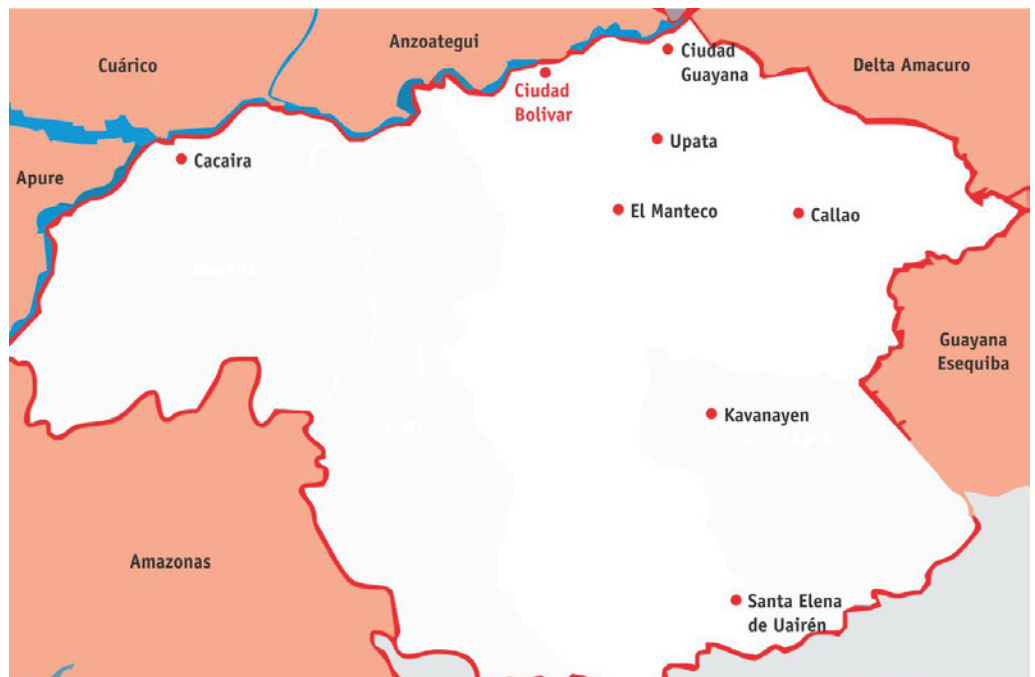 Anzoategui
Cuárico
Ciudad
Guayana
Delta Amacuro
Ciudad
Bolivar
Upata
Cacaira
Apure
El Manteco
Callao
Guayana
Esequiba
Kavanayen
Amazonas
Santa Elena
de Uairén